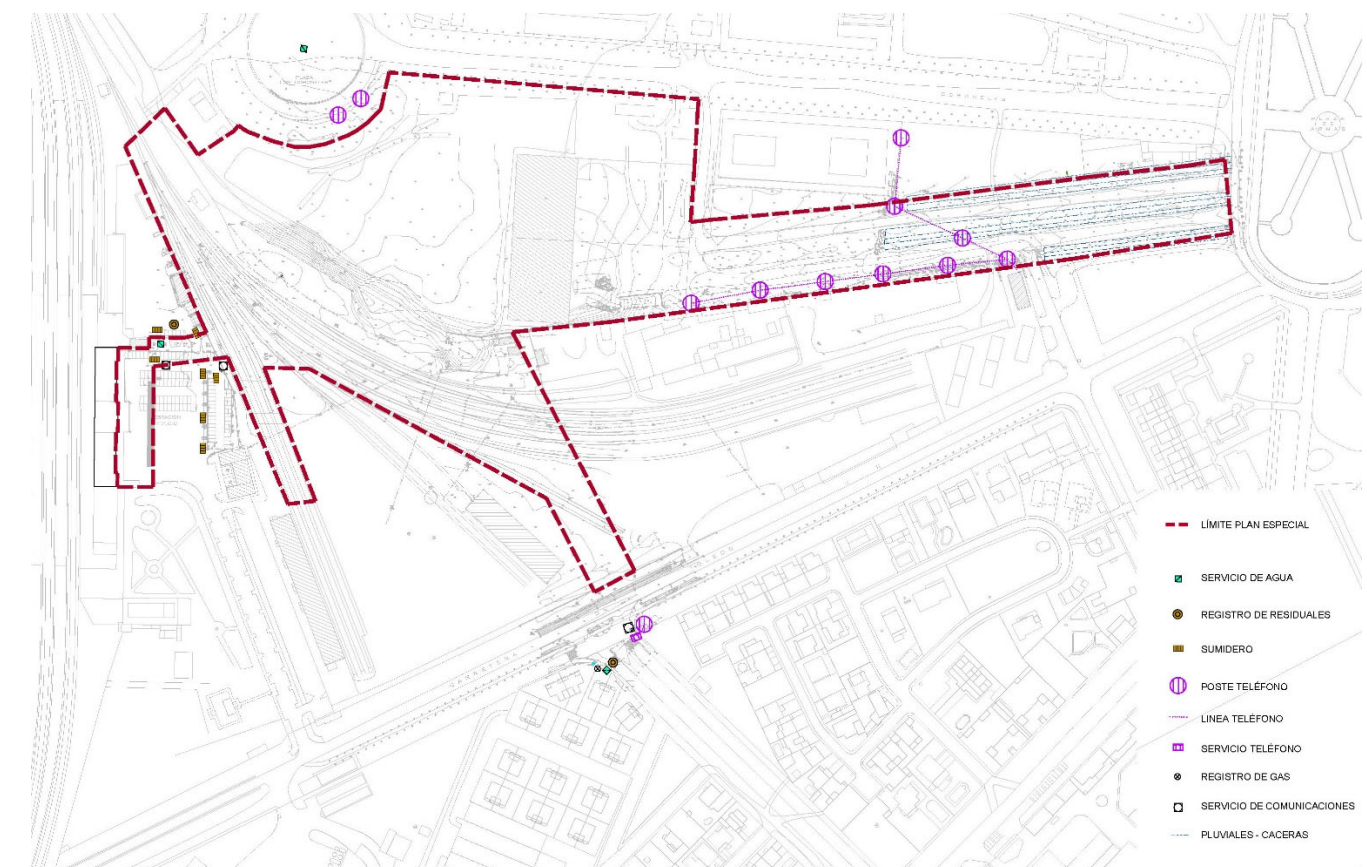 PLAZA
LÍMITE PLAN ESPECIAL
SERVICIO DE AGUA
REGISTRO DE RESIDUALES
SUMIDERO
POSTE TELÉFONO
LINEA TELÉFONO
SERVICIO TELÉFONO
REGISTRO DE GAS
SERVICIO DE COMUNICACIONES
PLUVIALES - CACERAS